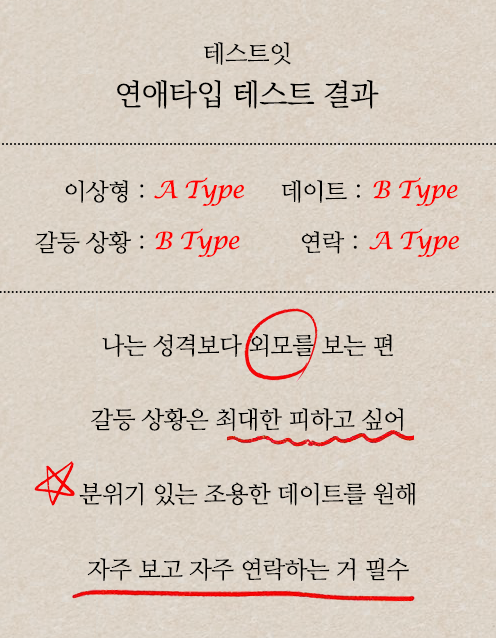 테스트잇
연애타입 테스트 결과
이상형 : A Type 데이트 : B Type
갈등 상황 : B Type 연락 : A Type
나는 성격보다 외모를 보는 편
갈등 상황은 최대한 피하고 싶어
분위기 있는 조용한 데이트를 원해
자주 보고 자주 연락하는 거 필수